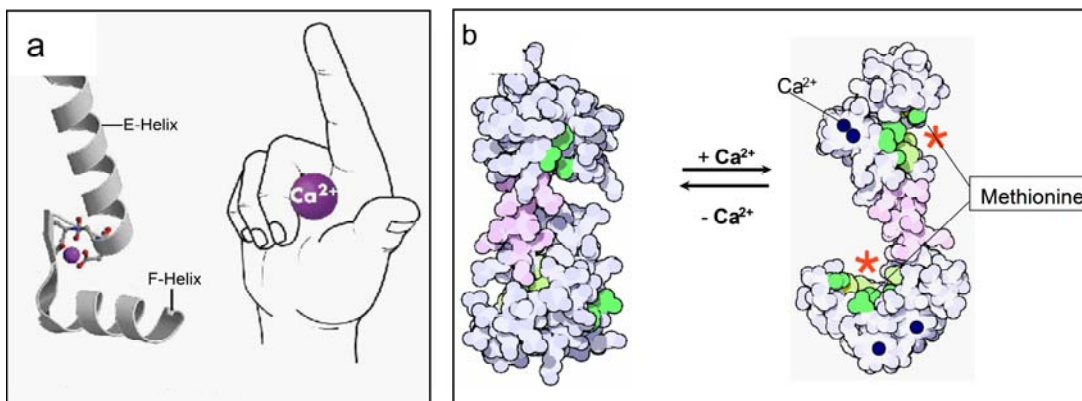 a
E-Helix
F-Helix
Ca2+
b
+ Ca2+
- Ca2+
Ca2+
*
*
Methionine